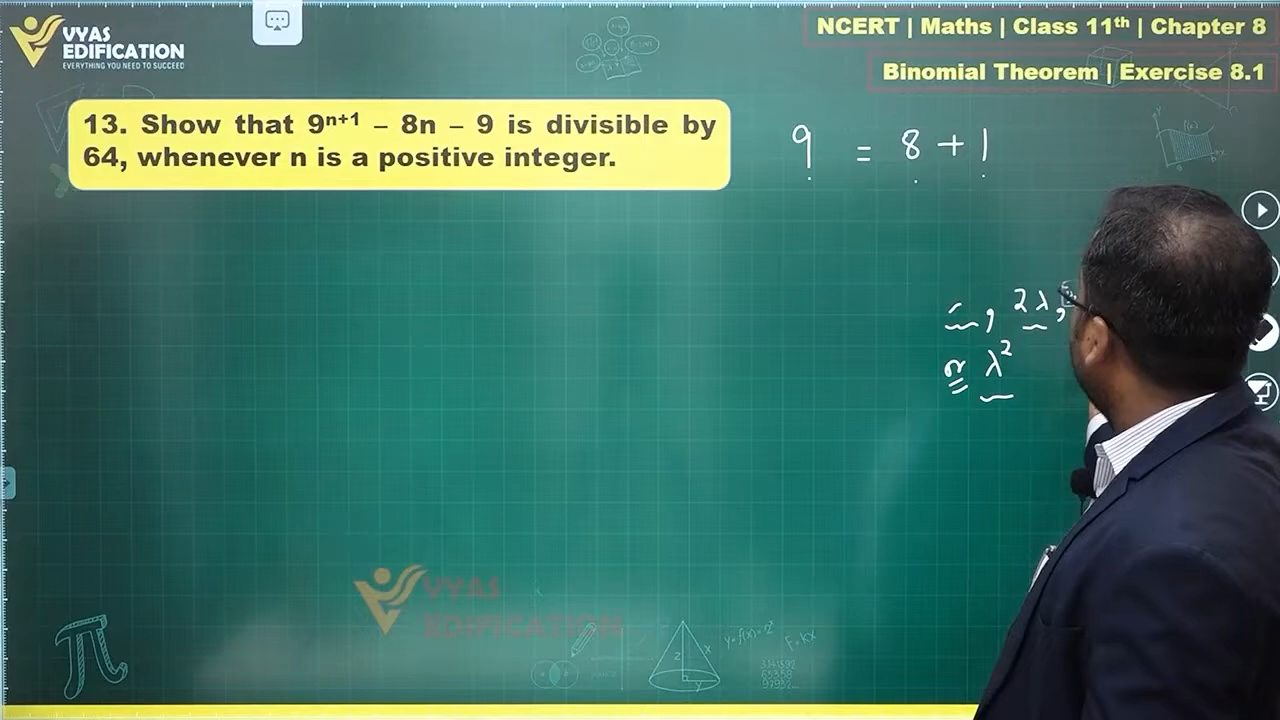 VYAS
EDIFICATION
EVERYTHING YOU NEED TO SUCCEED
NCERT | Maths | Class 11ᵗʰ | Chapter 8
Binomial Theorem | Exercise 8.1
13. Show that 9ⁿ⁺¹ – 8n – 9 is divisible by
64, whenever n is a positive integer.
9 = 8 + 1
, 2λ,
or λ²
VYAS
EDIFICATION